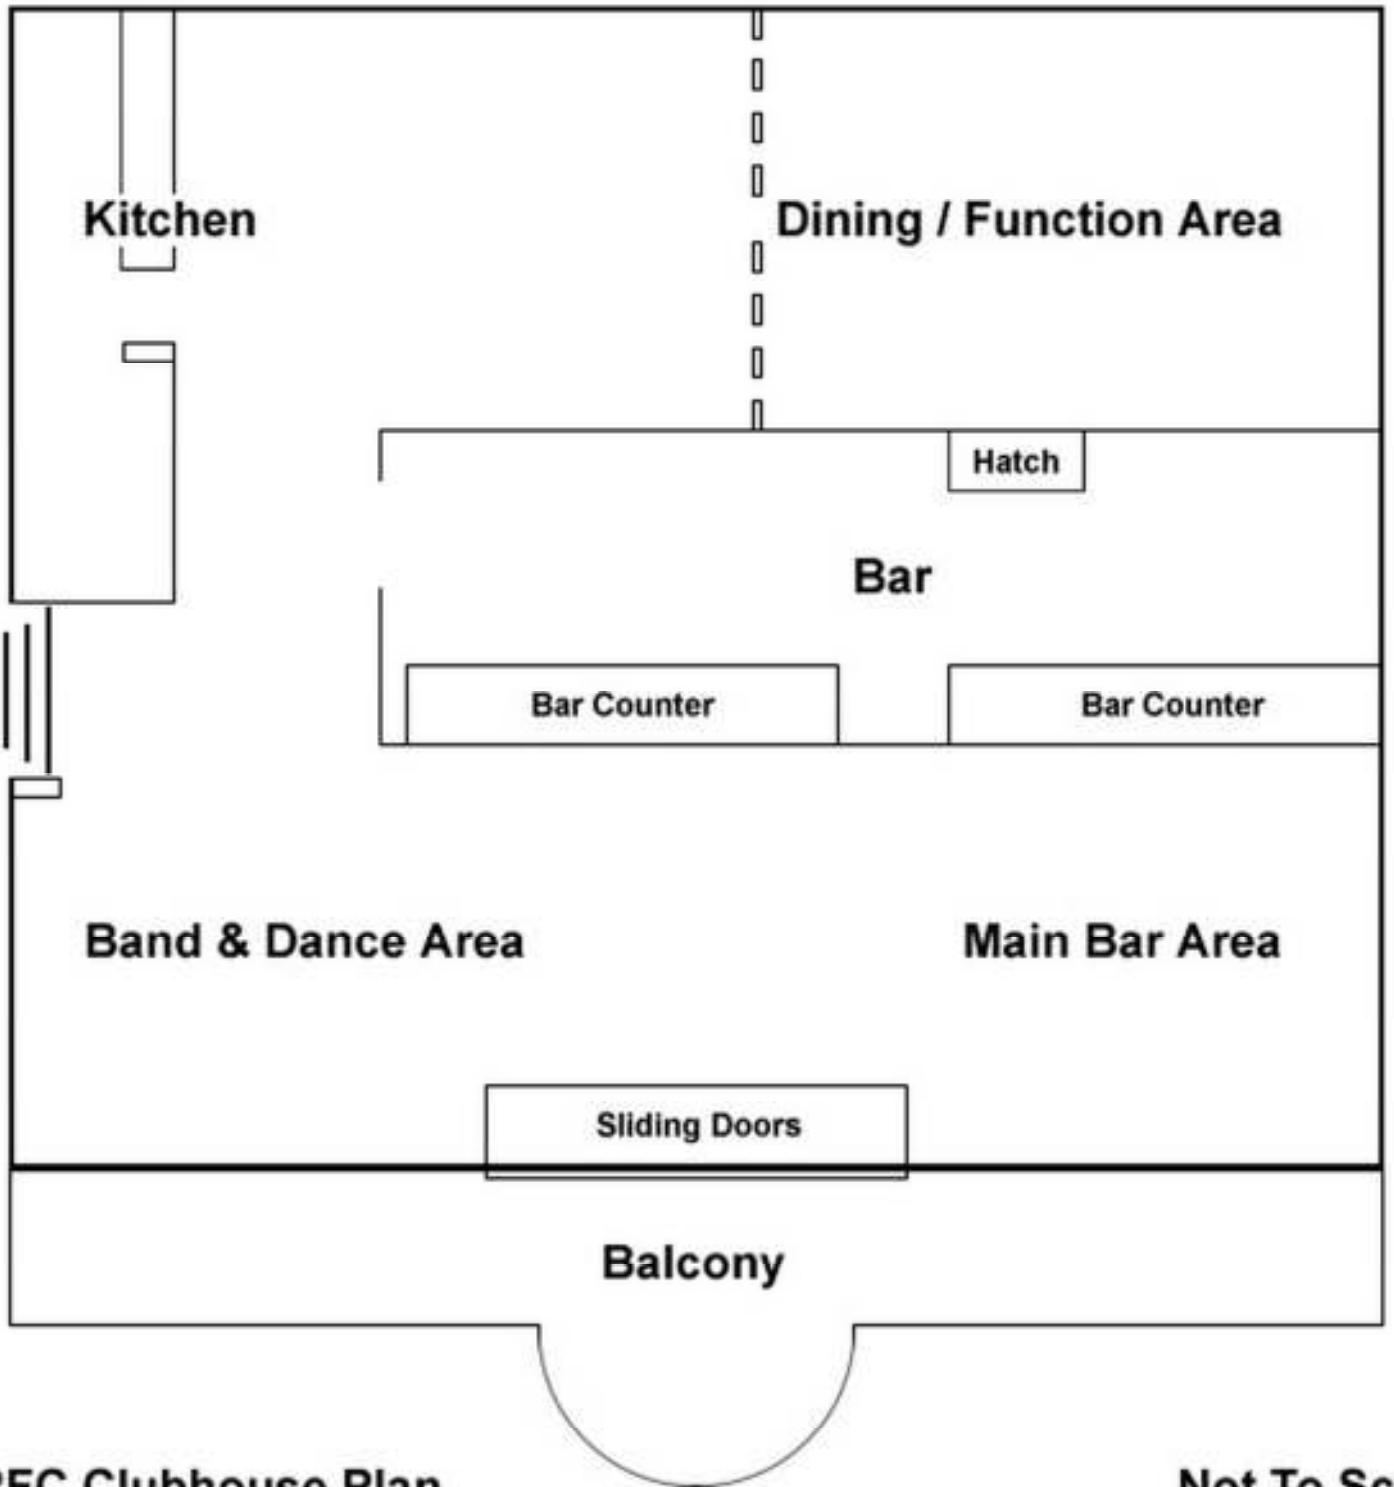 Kitchen
Dining / Function Area
Hatch
Bar
Bar Counter
Bar Counter
Band & Dance Area
Main Bar Area
Sliding Doors
Balcony
Clubhouse Plan
Not To